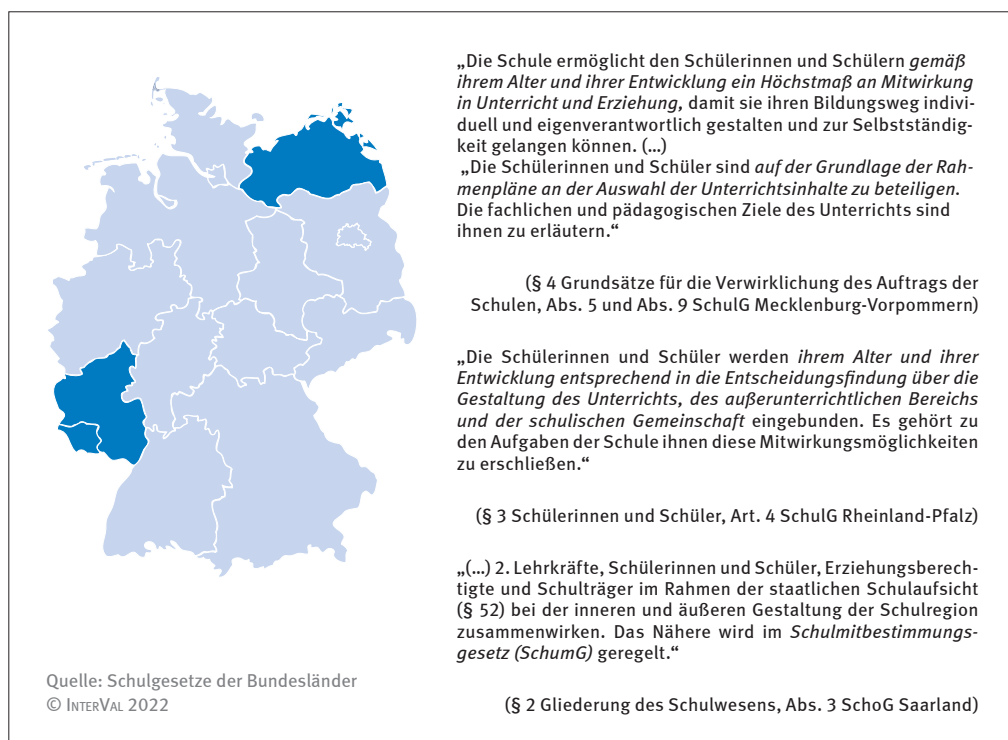 „Die Schule ermöglicht den Schülerinnen und Schülern gemäß
ihrem Alter und ihrer Entwicklung ein Höchstmaß an Mitwirkung
in Unterricht und Erziehung, damit sie ihren Bildungsweg indivi-
duell und eigenverantwortlich gestalten und zur Selbstständig-
keit gelangen können. (…)
„Die Schülerinnen und Schüler sind auf der Grundlage der Rah-
menpläne an der Auswahl der Unterrichtsinhalte zu beteiligen.
Die fachlichen und pädagogischen Ziele des Unterrichts sind
ihnen zu erläutern.“
(§ 4 Grundsätze für die Verwirklichung des Auftrags der
Schulen, Abs. 5 und Abs. 9 SchulG Mecklenburg-Vorpommern)
„Die Schülerinnen und Schüler werden ihrem Alter und ihrer
Entwicklung entsprechend in die Entscheidungsfindung über die
Gestaltung des Unterrichts, des außerunterrichtlichen Bereichs
und der schulischen Gemeinschaft eingebunden. Es gehört zu
den Aufgaben der Schule ihnen diese Mitwirkungsmöglichkeiten
zu erschließen.“
(§ 3 Schülerinnen und Schüler, Art. 4 SchulG Rheinland-Pfalz)
„(…) 2. Lehrkräfte, Schülerinnen und Schüler, Erziehungsberech-
tigte und Schulträger im Rahmen der staatlichen Schulaufsicht
(§ 52) bei der inneren und äußeren Gestaltung der Schulregion
zusammenwirken. Das Nähere wird im Schulmitbestimmungs-
gesetz (SchumG) geregelt.“
(§ 2 Gliederung des Schulwesens, Abs. 3 SchoG Saarland)
Quelle: Schulgesetze der Bundesländer
© InterVal 2022